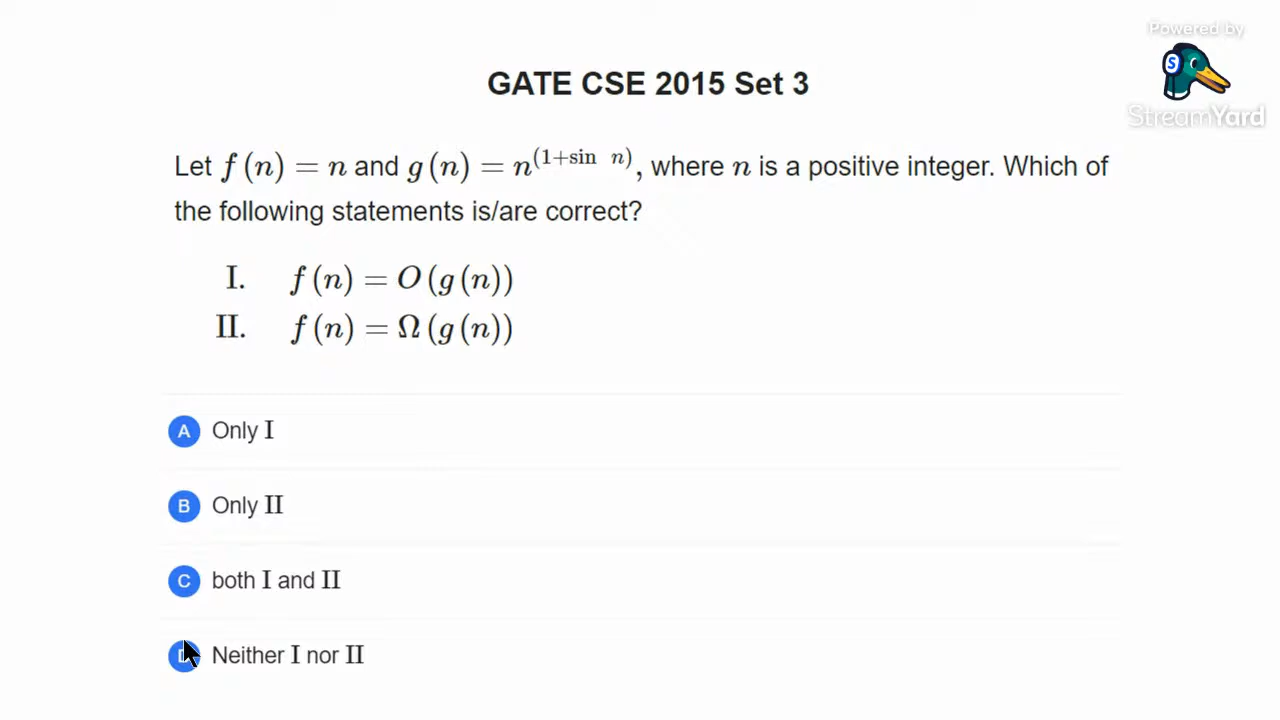 Powered by
S
StreamYard
GATE CSE 2015 Set 3
Let f(n) = n and g(n) = n^(1+sin n), where n is a positive integer. Which of
the following statements is/are correct?
I. f(n) = O(g(n))
II. f(n) = Ω(g(n))
A Only I
B Only II
C both I and II
D Neither I nor II